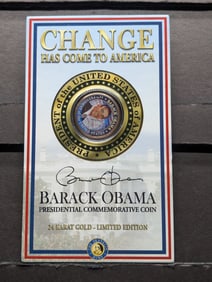 CHANGE
HAS COME TO AMERICA
PRESIDENT of the UNITED STATES of AMERICA
BARACK OBAMA
PRESIDENTIAL COMMEMORATIVE COIN
24 KARAT GOLD - LIMITED EDITION